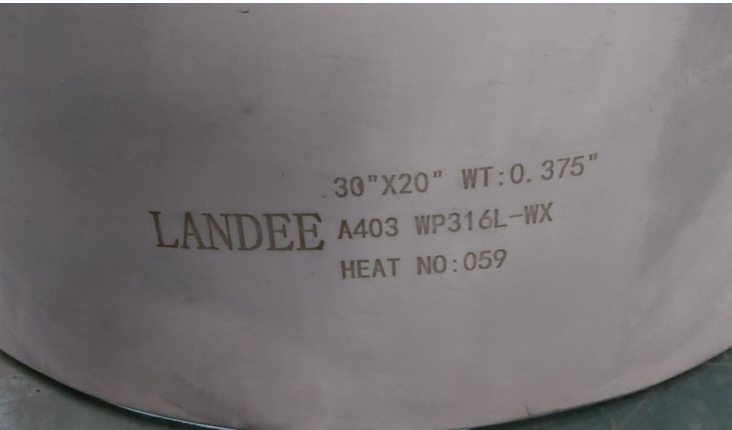 30"X20" WT:0.375"
LANDEE A403 WP316L-WX
HEAT NO:059